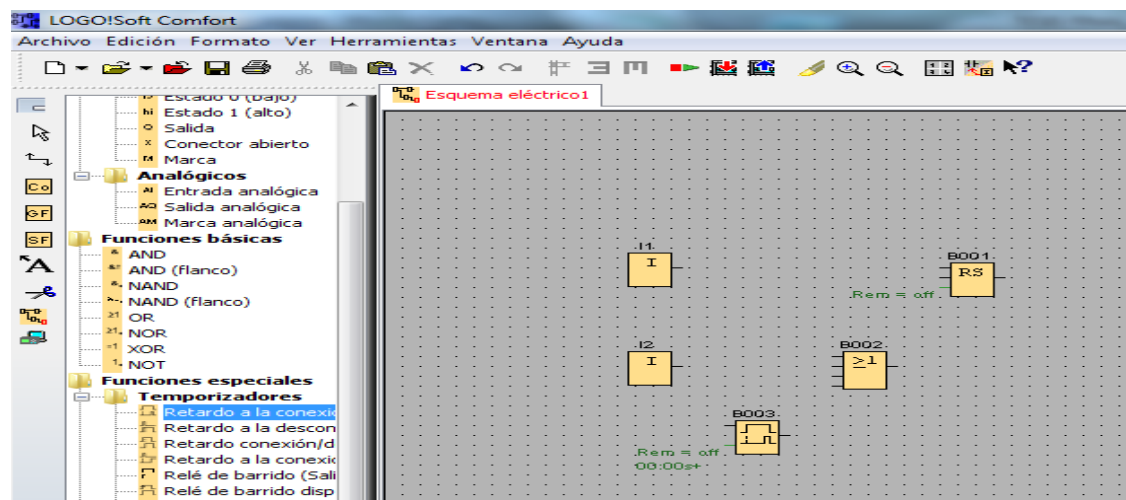 LOGO!Soft Comfort
Archivo Edición Formato Ver Herramientas Ventana Ayuda
Esquema eléctrico1
Co
GF
SF
A
Estado 0 (bajo)
hi Estado 1 (alto)
Salida
x Conector abierto
M Marca
Analógicos
AI Entrada analógica
AQ Salida analógica
AM Marca analógica
Funciones básicas
& AND
AND (flanco)
NAND
NAND (flanco)
≥1 OR
NOR
=1 XOR
NOT
Funciones especiales
Temporizadores
Retardo a la conexió
Retardo a la descon
Retardo conexión/d
Retardo a la conexió
Relé de barrido (Sali
Relé de barrido disp
I1
I
B001
RS
Rem = off
I2
I
B002
≥1
B003
Rem = off
00:00s+